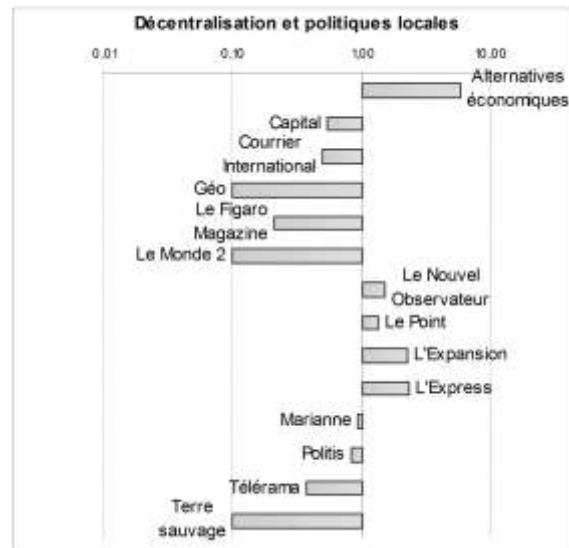 Décentralisation et politiques locales
0.01 0.10 1.00 10.00
Alternatives
économiques
Capital
Courrier
International
Géo
Le Figaro
Magazine
Le Monde 2
Le Nouvel
Observateur
Le Point
L'Expansion
L'Express
Marianne
Politis
Télérama
Terre
sauvage